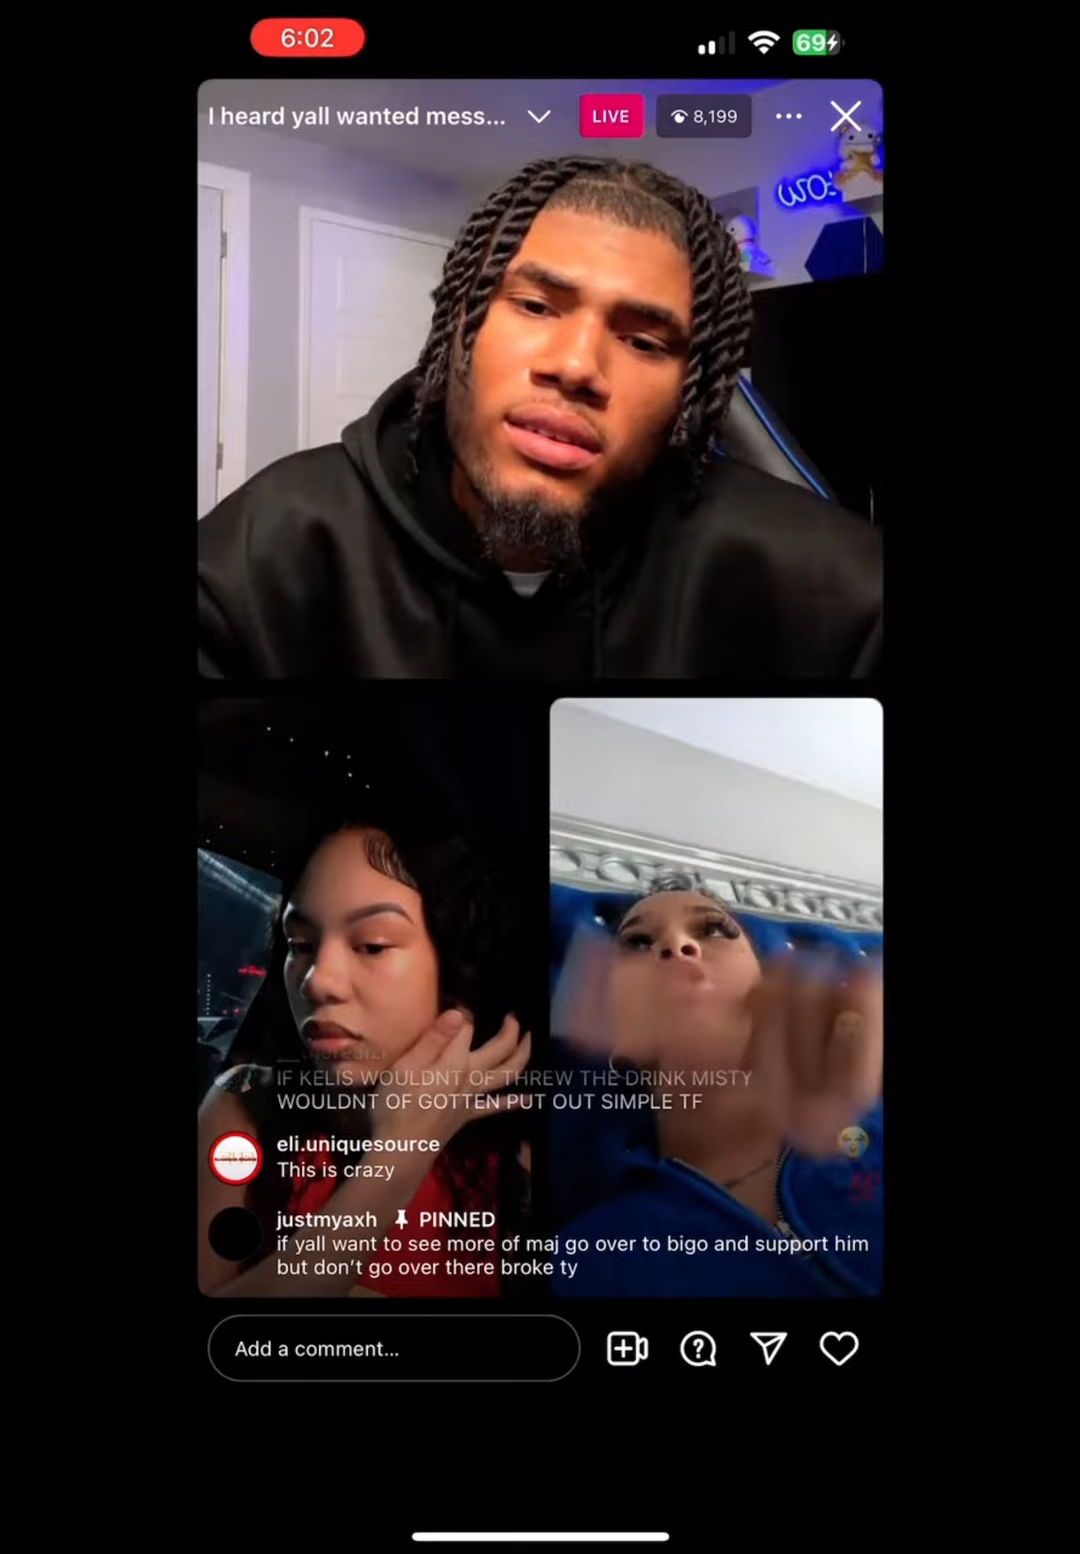 6:02
69
I heard yall wanted mess...
LIVE
8,199
IF KELIS WOULDNT OF THREW THE DRINK MISTY
WOULDNT OF GOTTEN PUT OUT SIMPLE TF
eli.uniquesource
This is crazy
justmyaxh PINNED
if yall want to see more of maj go over to bigo and support him
but don’t go over there broke ty
Add a comment...